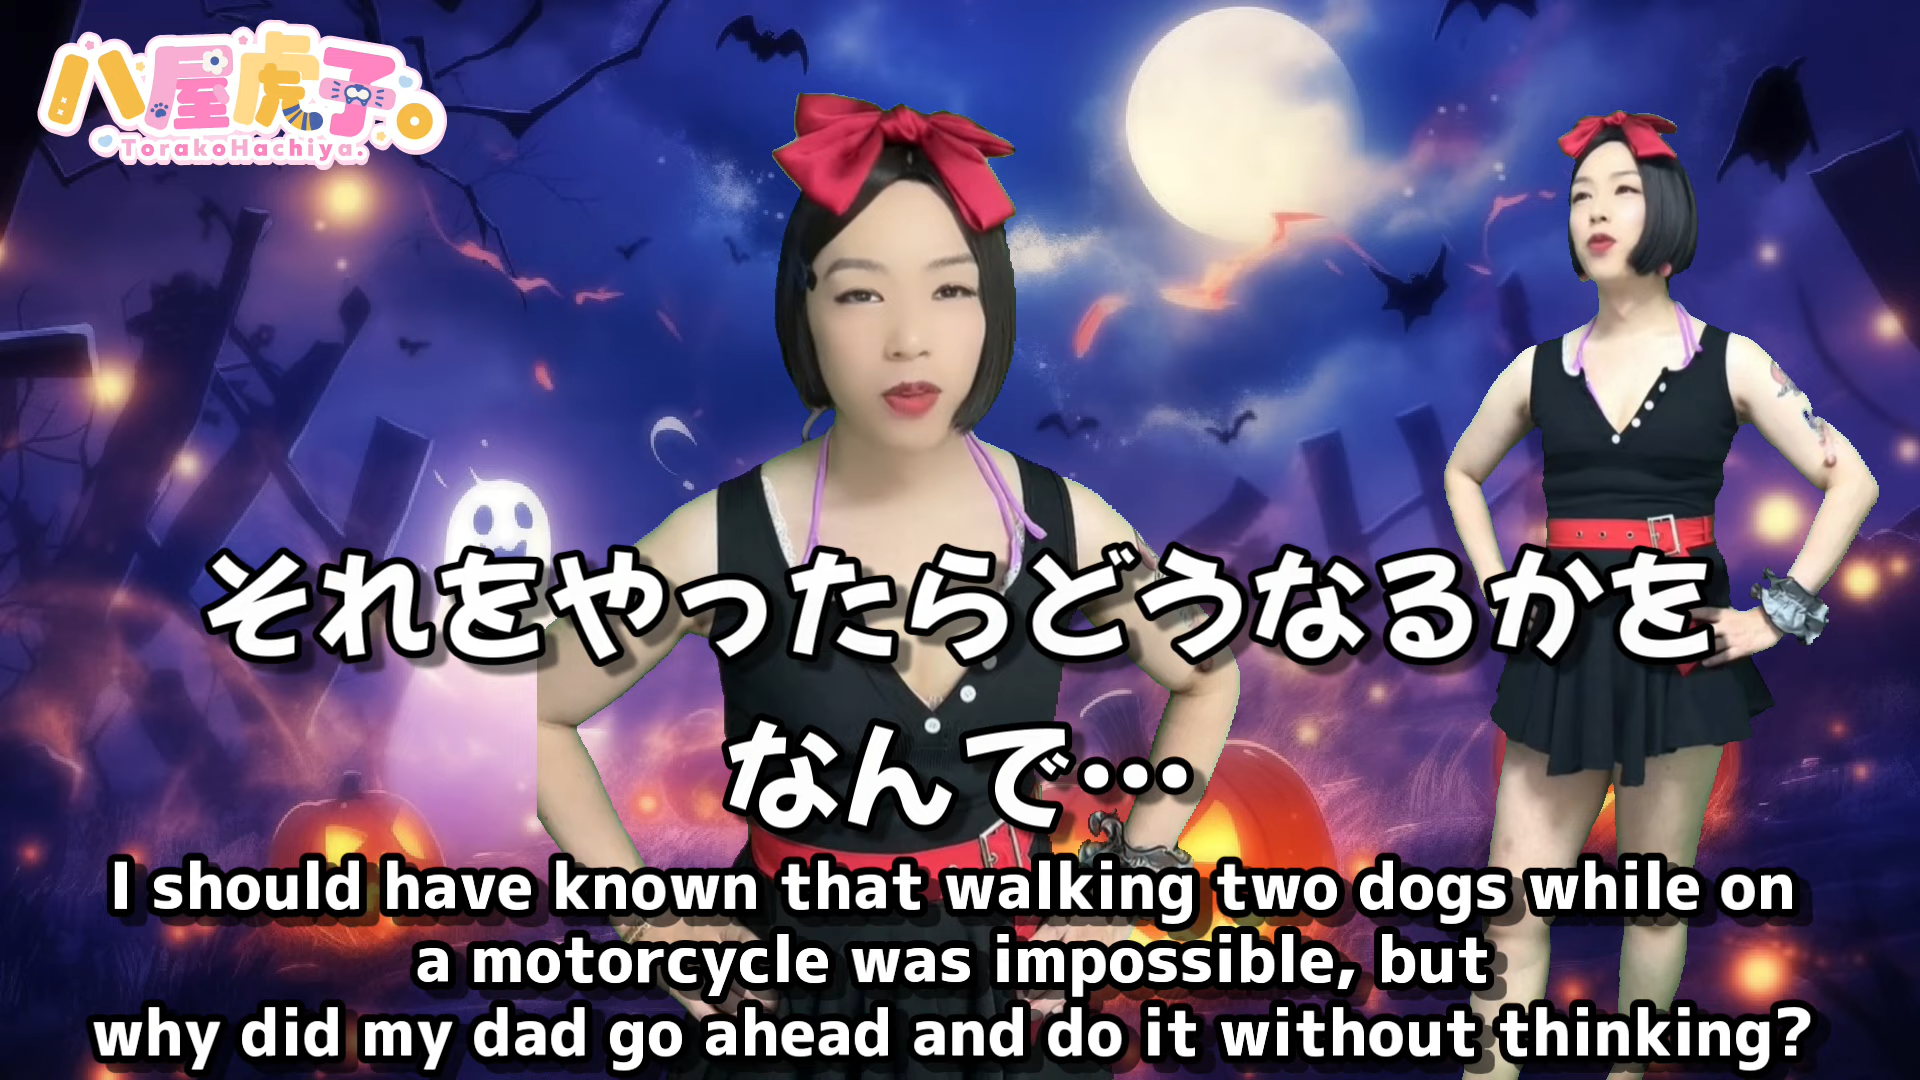 八屋虎子。
TorakoHachiya.
それをやったらどうなるかを
なんで…
I should have known that walking two dogs while on
a motorcycle was impossible, but
why did my dad go ahead and do it without thinking?